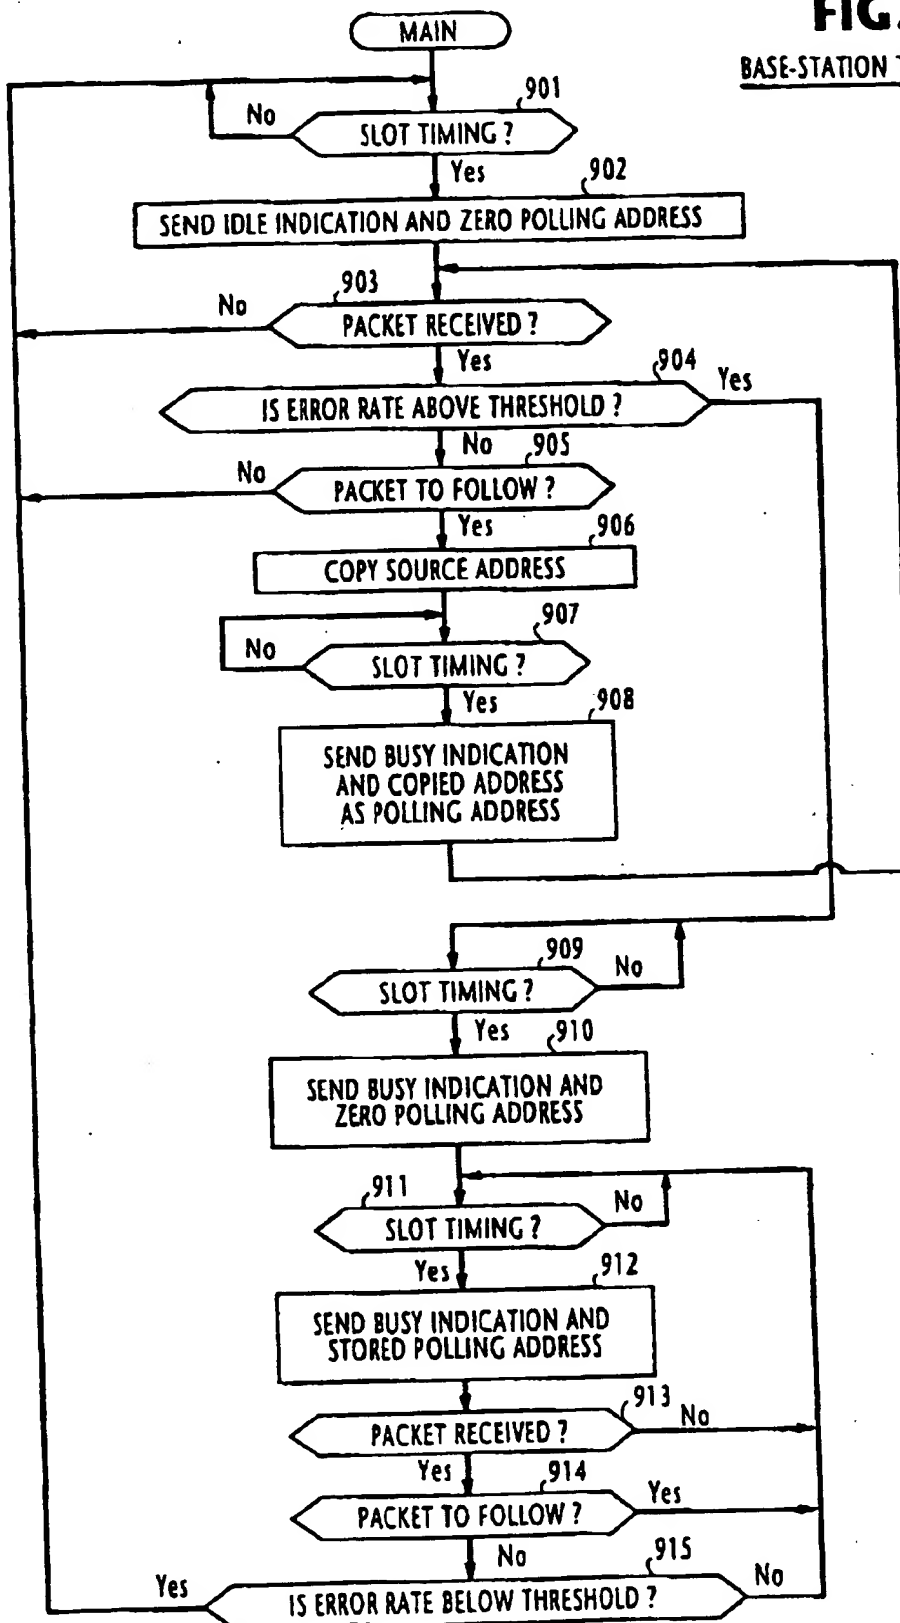 FIG.
MAIN
BASE-STATION
901
No
SLOT TIMING ?
Yes
902
SEND IDLE INDICATION AND ZERO POLLING ADDRESS
903
No
PACKET RECEIVED ?
Yes
904
Yes
IS ERROR RATE ABOVE THRESHOLD ?
No
905
No
PACKET TO FOLLOW ?
Yes
906
COPY SOURCE ADDRESS
907
No
SLOT TIMING ?
Yes
908
SEND BUSY INDICATION
AND COPIED ADDRESS
AS POLLING ADDRESS
909
No
SLOT TIMING ?
Yes
910
SEND BUSY INDICATION AND
ZERO POLLING ADDRESS
911
No
SLOT TIMING ?
Yes
912
SEND BUSY INDICATION AND
STORED POLLING ADDRESS
913
No
PACKET RECEIVED ?
Yes
914
Yes
PACKET TO FOLLOW ?
No
915
Yes
No
IS ERROR RATE BELOW THRESHOLD ?